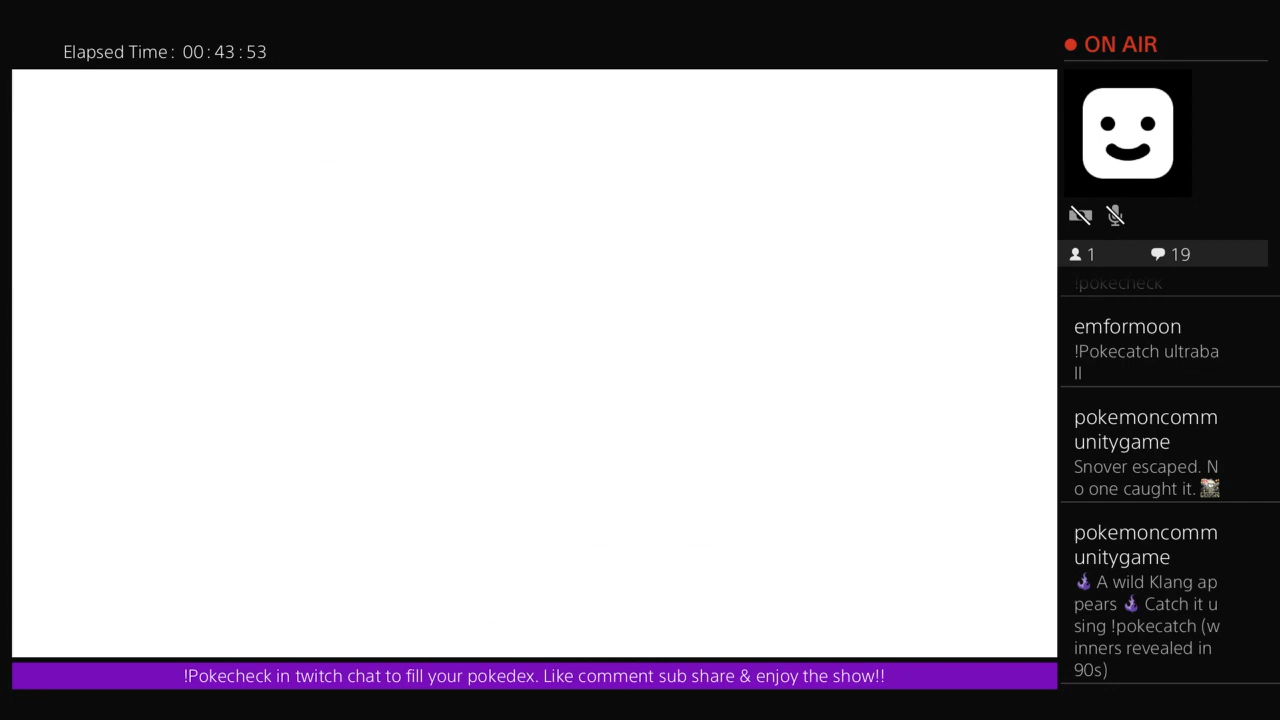 Elapsed Time: 00:43:53
ON AIR
1
19
!pokecheck
emformoon
!Pokecatch ultraba
ll
pokemoncomm
unitygame
Snover escaped. N
o one caught it.
pokemoncomm
unitygame
A wild Klang ap
pears Catch it u
sing !pokecatch (w
inners revealed in
90s)
!Pokecheck in twitch chat to fill your pokedex. Like comment sub share & enjoy the show!!